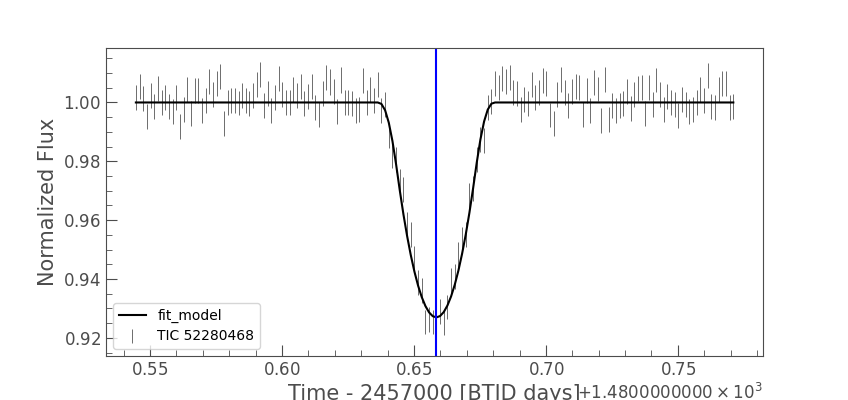 Normalized Flux
1.00
0.98
0.96
0.94
0.92
fit_model
TIC 52280468
0.55 0.60 0.65 0.70 0.75
Time - 2457000 [BTJD days]
+1.4800000000 × 10³